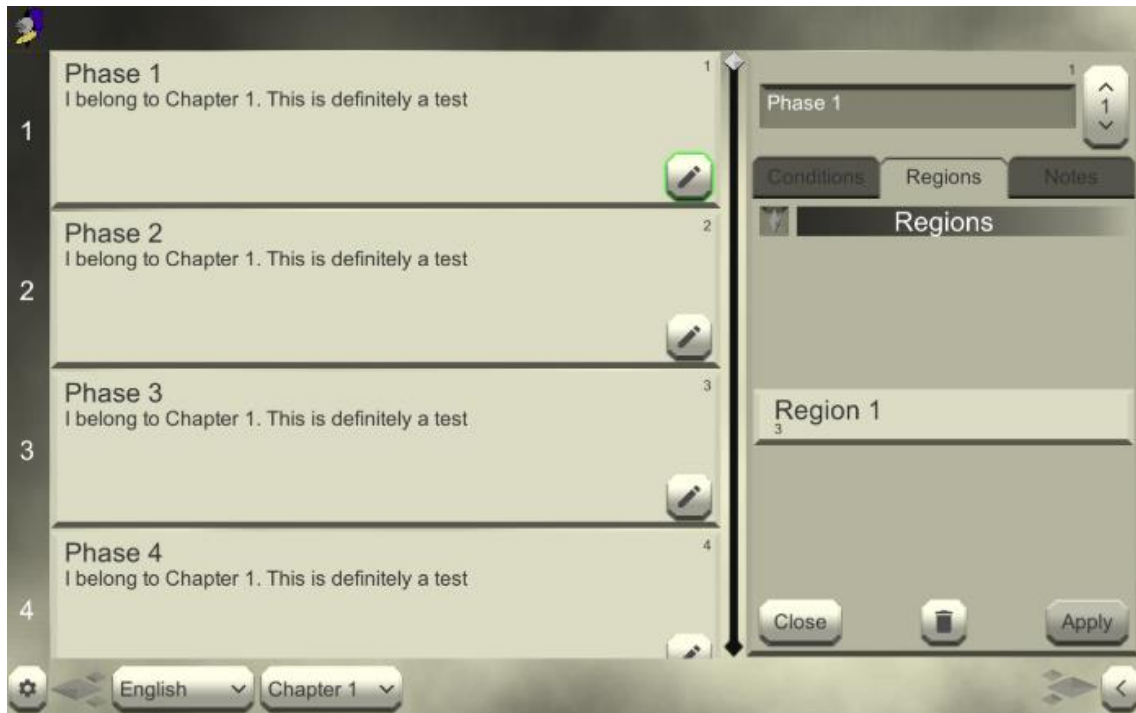 1
Phase 1
1
I belong to Chapter 1. This is definitely a test
2
Phase 2
2
I belong to Chapter 1. This is definitely a test
3
Phase 3
3
I belong to Chapter 1. This is definitely a test
4
Phase 4
4
I belong to Chapter 1. This is definitely a test
1
Phase 1
1
Conditions Regions Notes
Regions
Region 1
3
Close Apply
English Chapter 1